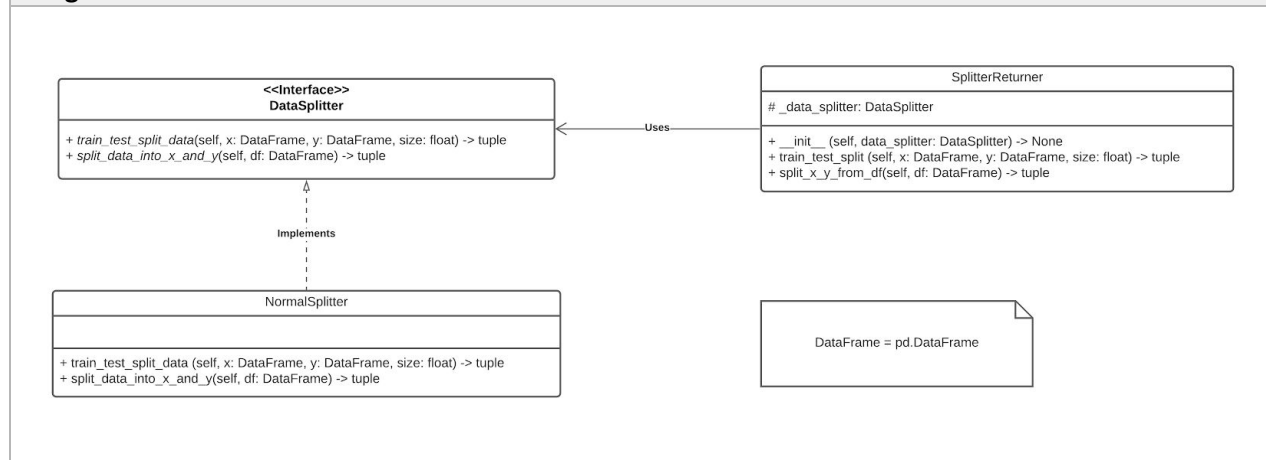 <<Interface>>
DataSplitter
+ train_test_split_data(self, x: DataFrame, y: DataFrame, size: float) -> tuple
+ split_data_into_x_and_y(self, df: DataFrame) -> tuple
Uses
SplitterReturner
# _data_splitter: DataSplitter
+ __init__ (self, data_splitter: DataSplitter) -> None
+ train_test_split (self, x: DataFrame, y: DataFrame, size: float) -> tuple
+ split_x_y_from_df(self, df: DataFrame) -> tuple
Implements
NormalSplitter
+ train_test_split_data (self, x: DataFrame, y: DataFrame, size: float) -> tuple
+ split_data_into_x_and_y(self, df: DataFrame) -> tuple
DataFrame = pd.DataFrame